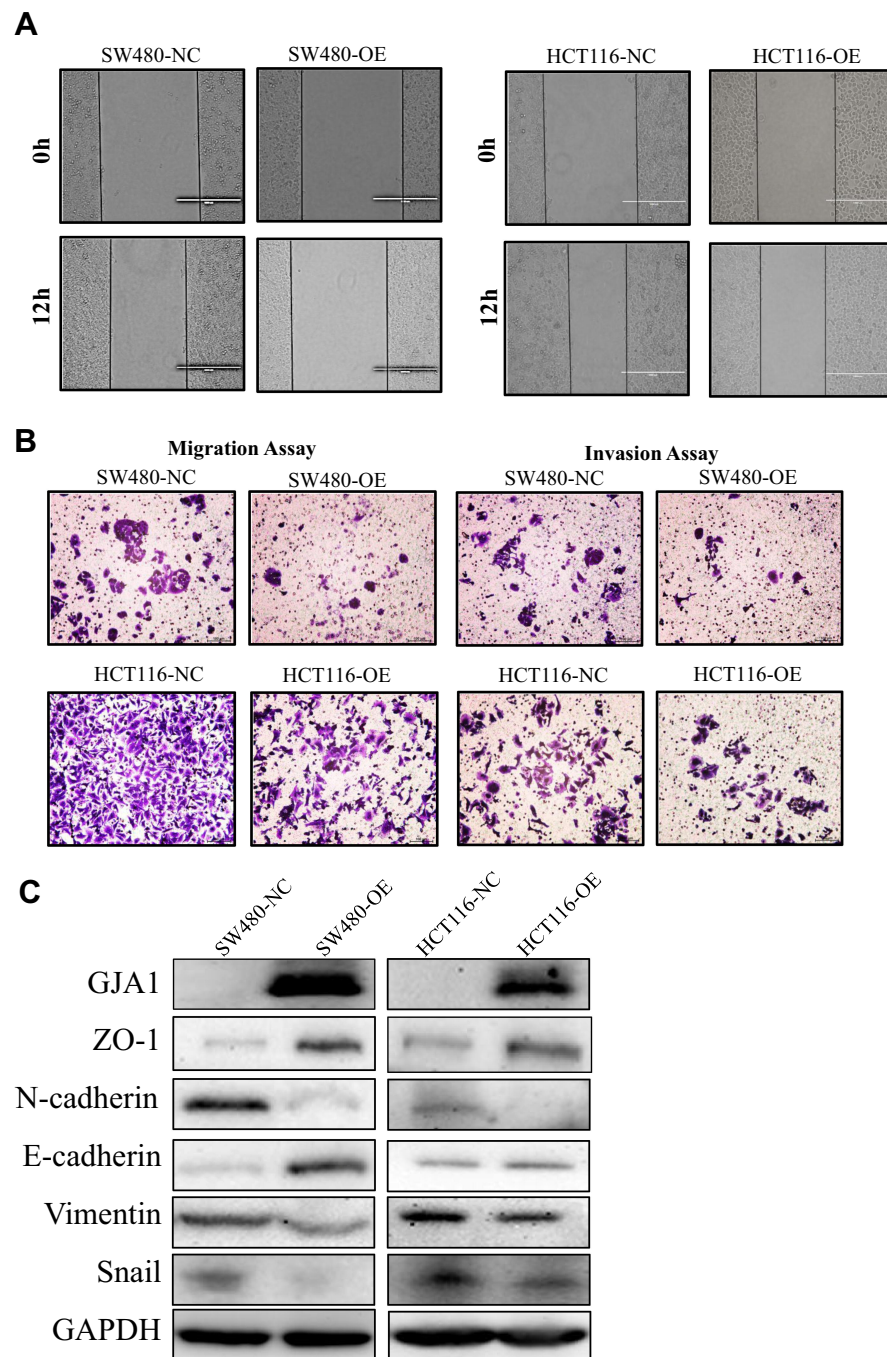 A
SW480-NC SW480-OE HCT116-NC HCT116-OE
0h 0h
12h 12h
B
Migration Assay Invasion Assay
SW480-NC SW480-OE SW480-NC SW480-OE
HCT116-NC HCT116-OE HCT116-NC HCT116-OE
C
SW480-NC SW480-OE HCT116-NC HCT116-OE
GJA1
ZO-1
N-cadherin
E-cadherin
Vimentin
Snail
GAPDH